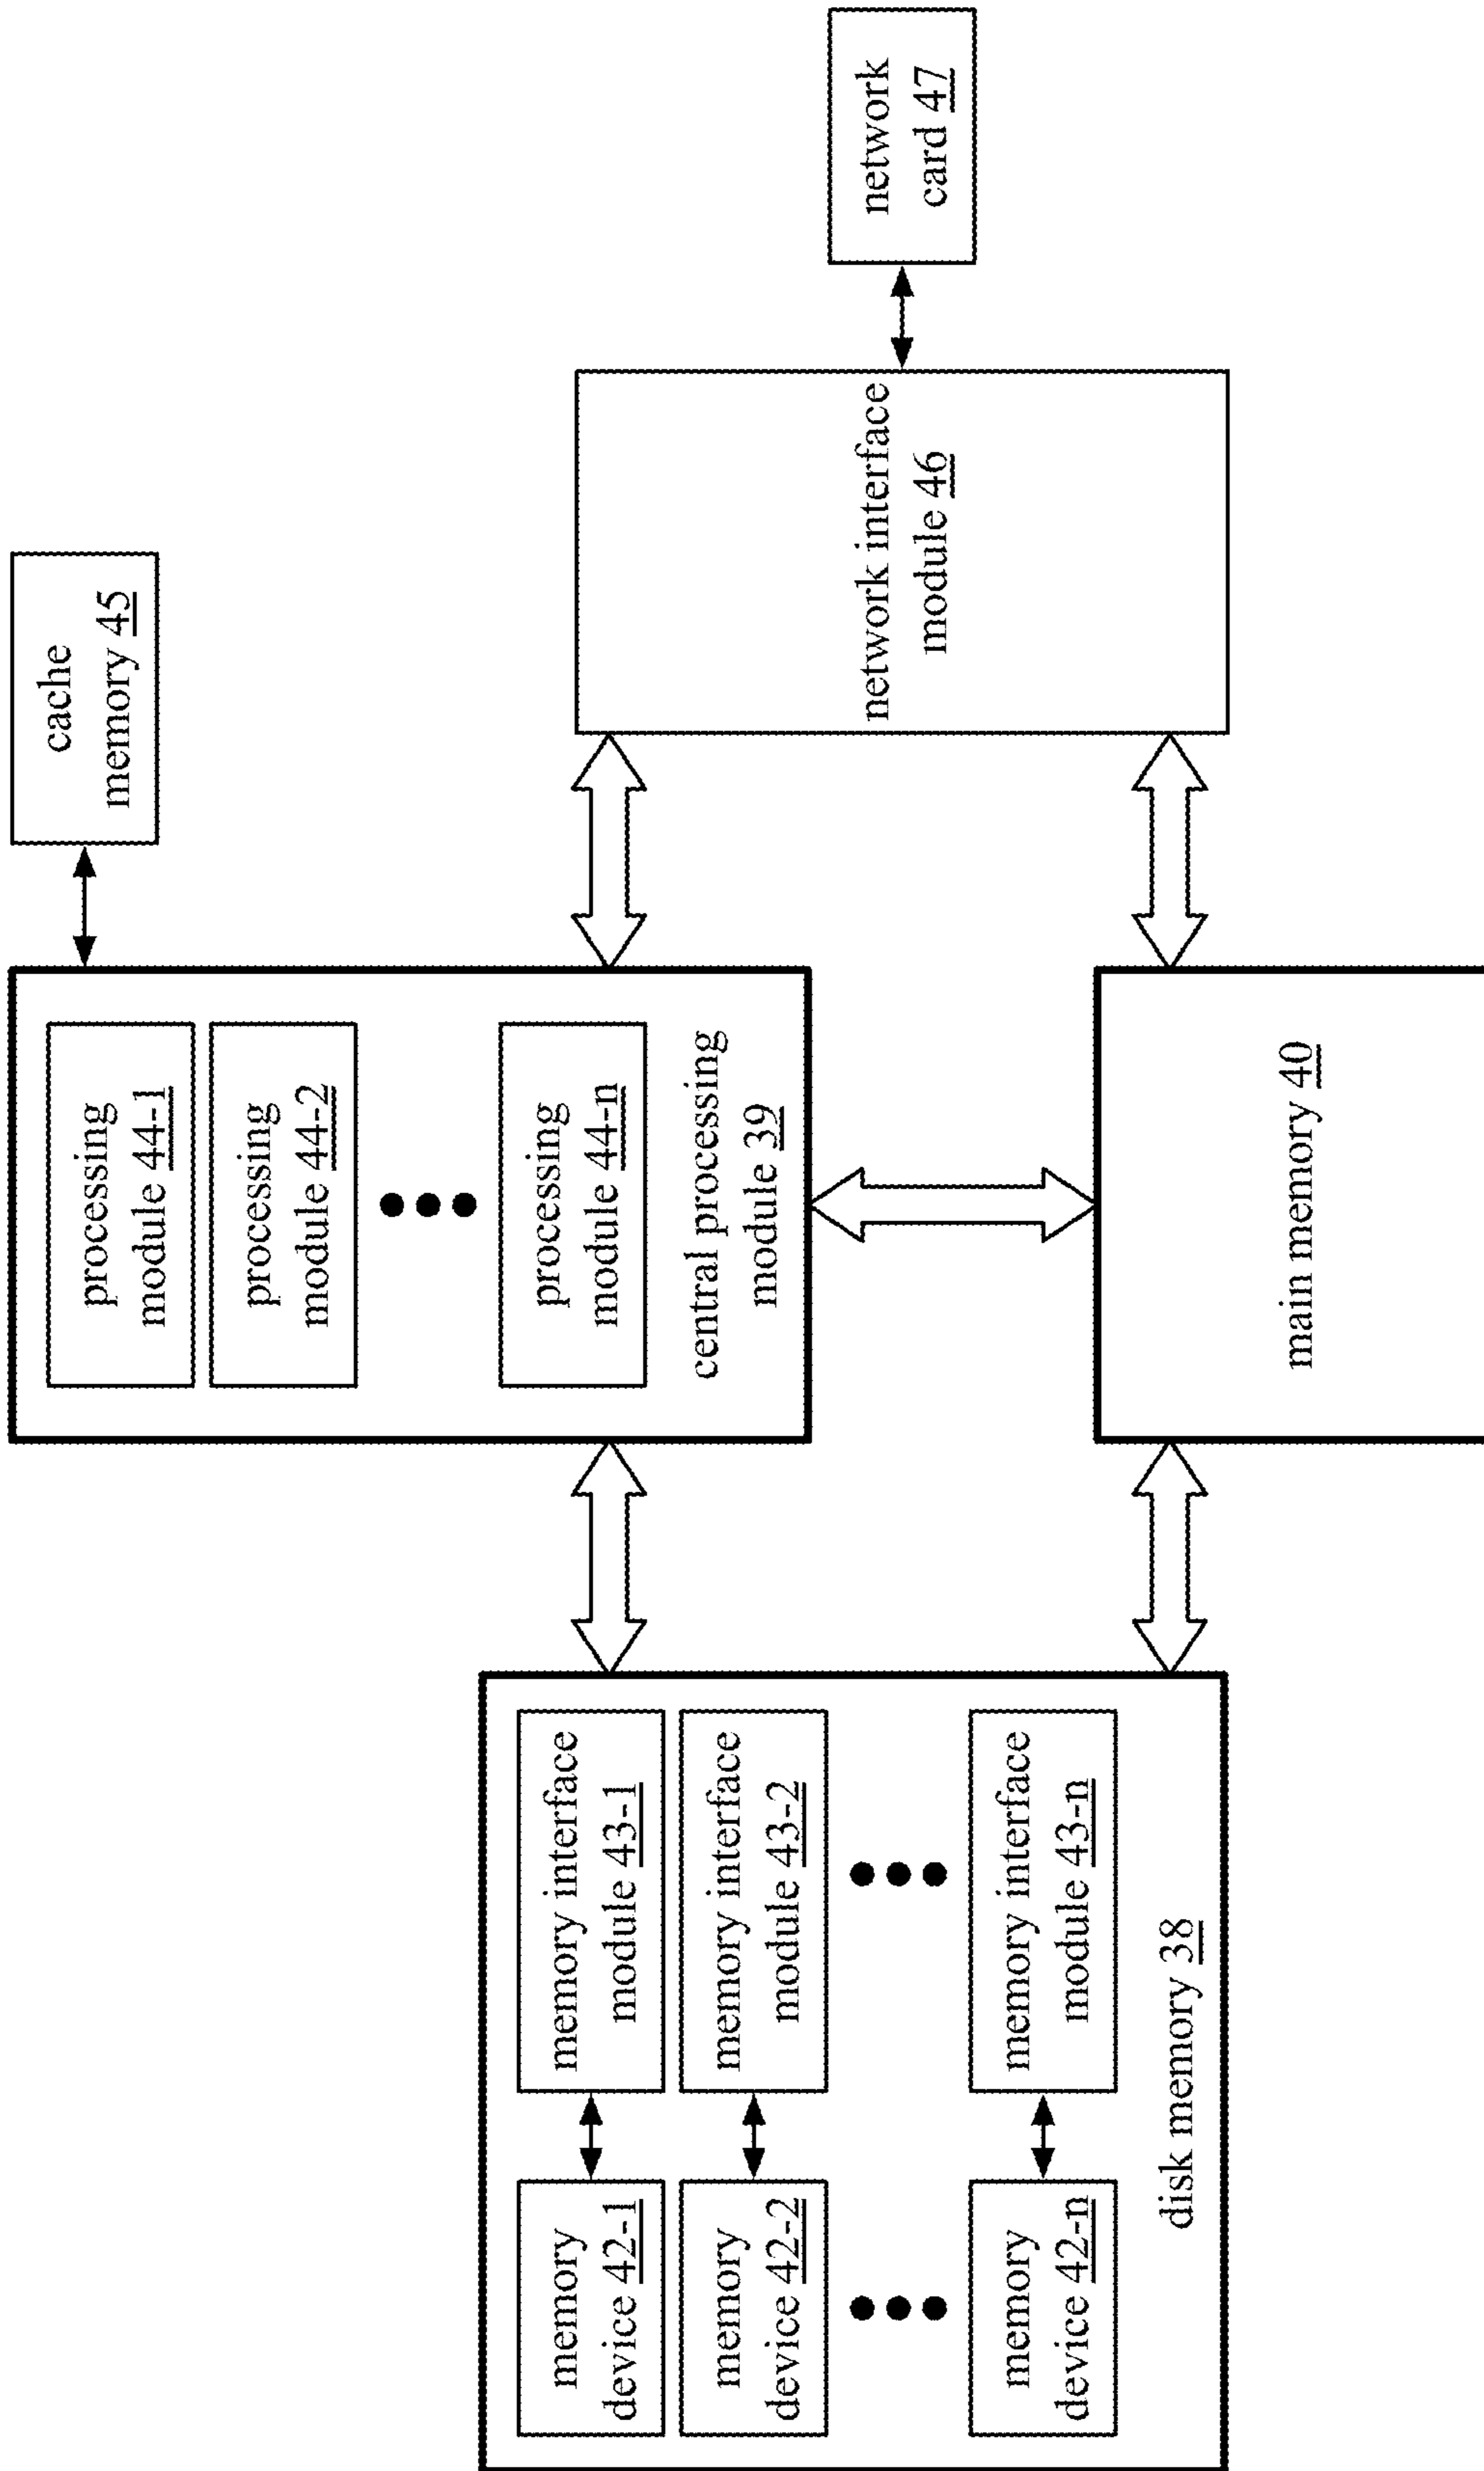 cache
memory 45
processing
module 44-1
processing
module 44-2
processing
module 44-n
central processing
module 39
memory
device 42-1
memory interface
module 43-1
memory
device 42-2
memory interface
module 43-2
memory
device 42-n
memory interface
module 43-n
disk memory 38
network interface
module 46
network
card 47
main memory 40